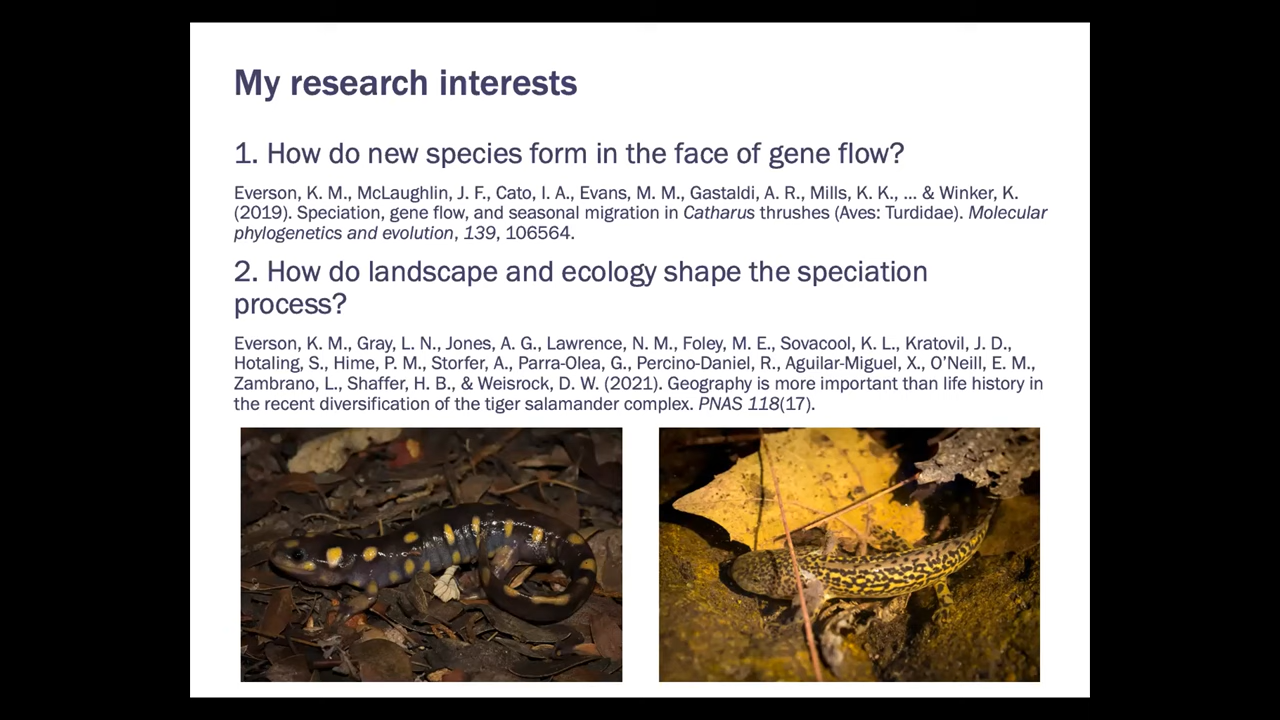 My research interests
1. How do new species form in the face of gene flow?
Everson, K. M., McLaughlin, J. F., Cato, I. A., Evans, M. M., Gastaldi, A. R., Mills, K. K., ... & Winker, K.
(2019). Speciation, gene flow, and seasonal migration in Catharus thrushes (Aves: Turdidae). Molecular
phylogenetics and evolution, 139, 106564.
2. How do landscape and ecology shape the speciation
process?
Everson, K. M., Gray, L. N., Jones, A. G., Lawrence, N. M., Foley, M. E., Sovacool, K. L., Kratovil, J. D.,
Hotaling, S., Hime, P. M., Storfer, A., Parra-Olea, G., Percino-Daniel, R., Aguilar-Miguel, X., O’Neill, E. M.,
Zambrano, L., Shaffer, H. B., & Weisrock, D. W. (2021). Geography is more important than life history in
the recent diversification of the tiger salamander complex. PNAS 118(17).